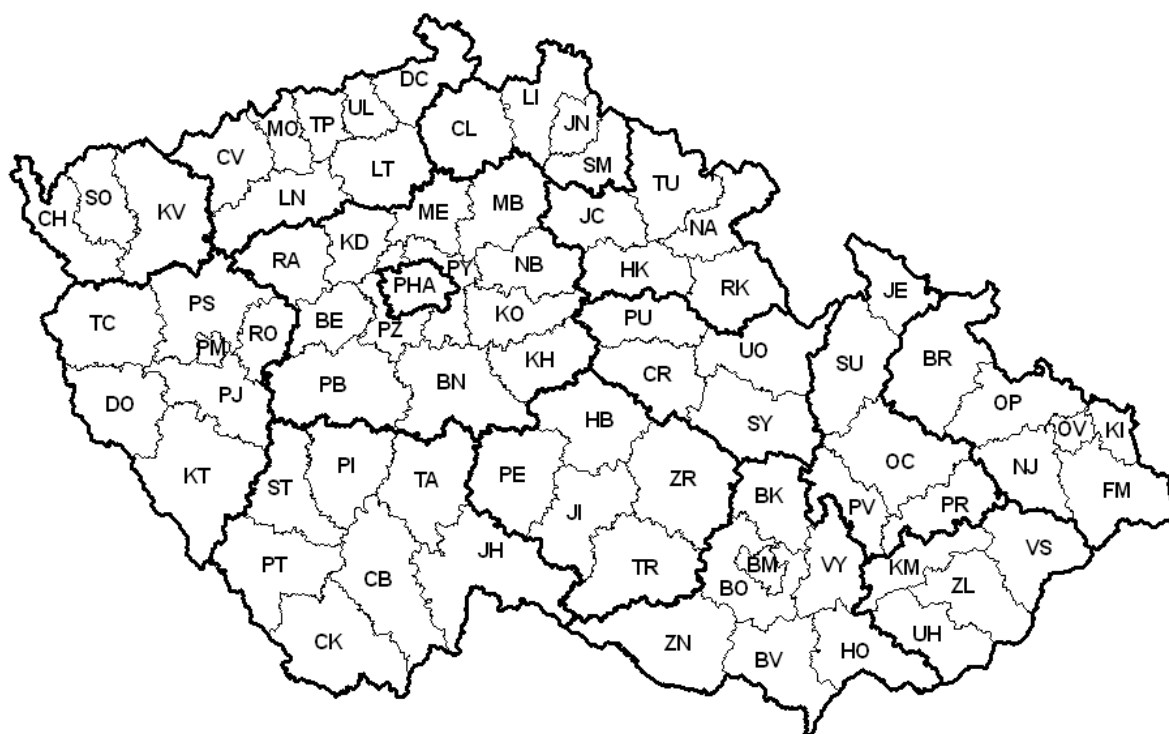 DC
LI
UL
MO
TP
CL
JN
CV
LT
SM
TU
LN
SO
CH
KV
ME
MB
JC
NA
KD
RA
PY
NB
HK
PHA
RK
JE
PS
TC
RO
BE
PZ
KO
PU
PM
UO
SU
BR
KH
CR
PB
BN
PJ
DO
OP
HB
SY
OV
KI
OC
NJ
KT
ST
PI
TA
PE
ZR
BK
FM
PV
PR
JI
JH
VS
PT
CB
TR
BM
VY
KM
BO
ZL
CK
ZN
BV
HO
UH